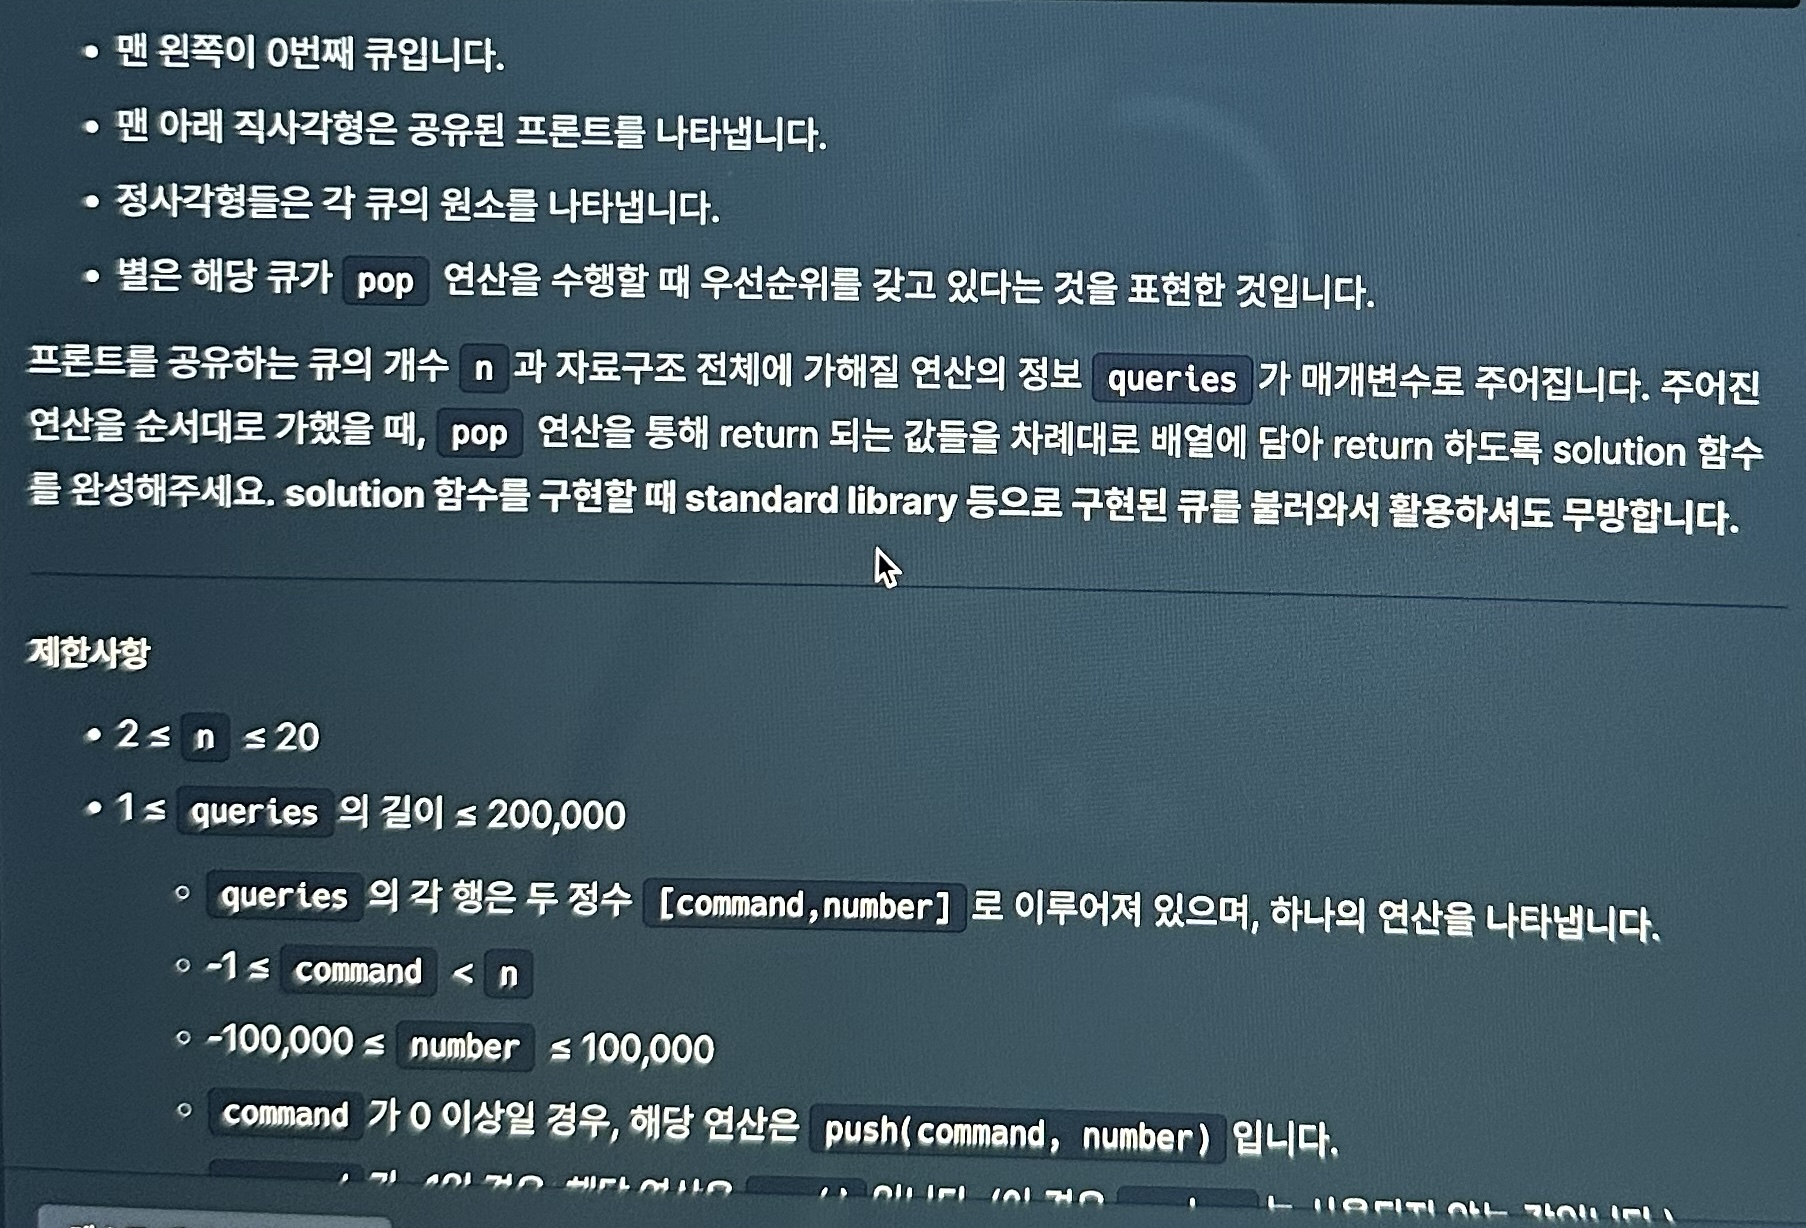 • 맨 왼쪽이 0번째 큐입니다.
• 맨 아래 직사각형은 공유된 프론트를 나타냅니다.
• 정사각형들은 각 큐의 원소를 나타냅니다.
• 별은 해당 큐가 pop 연산을 수행할 때 우선순위를 갖고 있다는 것을 표현한 것입니다.
프론트를 공유하는 큐의 개수 n 과 자료구조 전체에 가해질 연산의 정보 queries 가 매개변수로 주어집니다. 주어진
연산을 순서대로 가했을 때, pop 연산을 통해 return 되는 값들을 차례대로 배열에 담아 return 하도록 solution 함수
를 완성해주세요. solution 함수를 구현할 때 standard library 등으로 구현된 큐를 불러와서 활용하셔도 무방합니다.
제한사항
• 2 ≤ n ≤ 20
• 1 ≤ queries 의 길이 ≤ 200,000
◦ queries 의 각 행은 두 정수 [command,number] 로 이루어져 있으며, 하나의 연산을 나타냅니다.
◦ -1 ≤ command < n
◦ -100,000 ≤ number ≤ 100,000
◦ command 가 0 이상일 경우, 해당 연산은 push(command, number) 입니다.